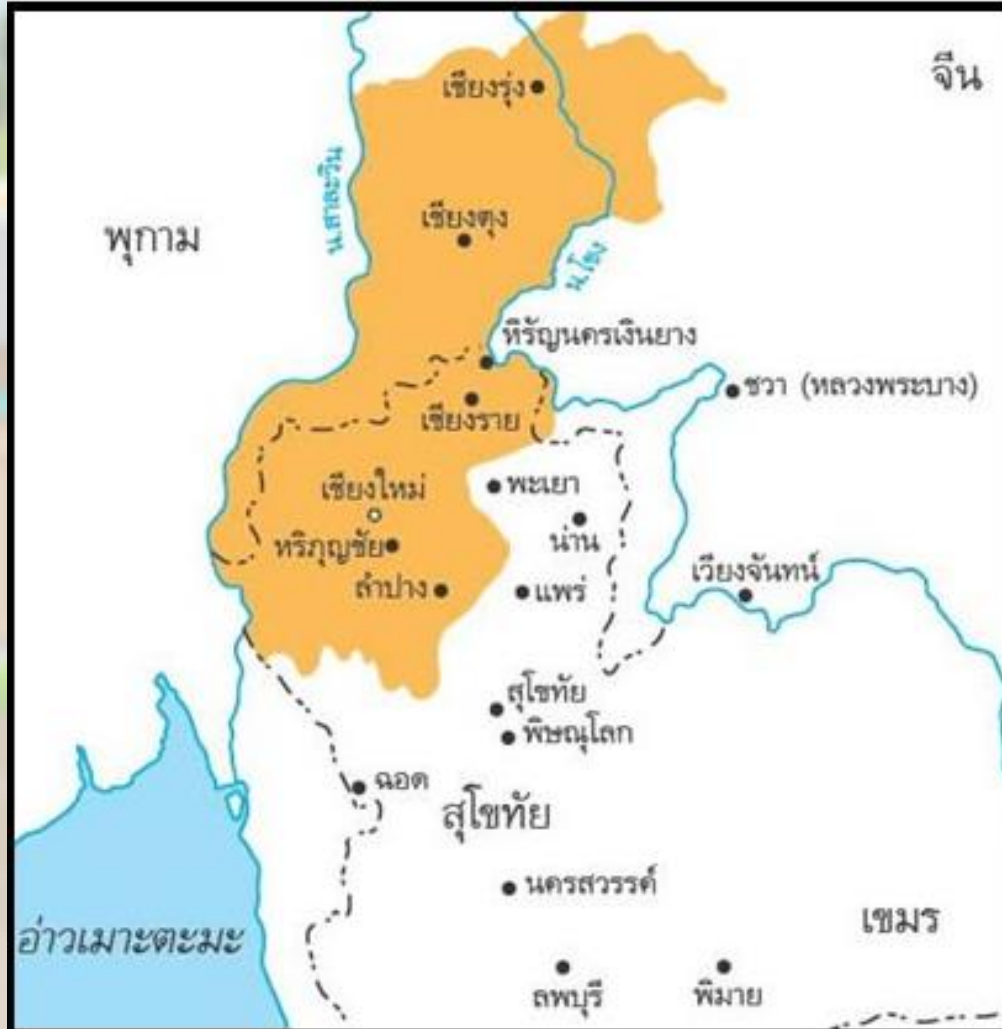 จีน
เชียงรุ่ง
น.สาละวิน
พุกาม
เชียงตุง
น.โขง
หิรัญนครเงินยาง
ชวา (หลวงพระบาง)
เชียงราย
เชียงใหม่
พะเยา
หริภุญชัย
น่าน
ลำปาง
แพร่
เวียงจันทน์
สุโขทัย
พิษณุโลก
ฉอด
สุโขทัย
นครสวรรค์
เขมร
อ่าวเมาะตะมะ
ลพบุรี
พิมาย